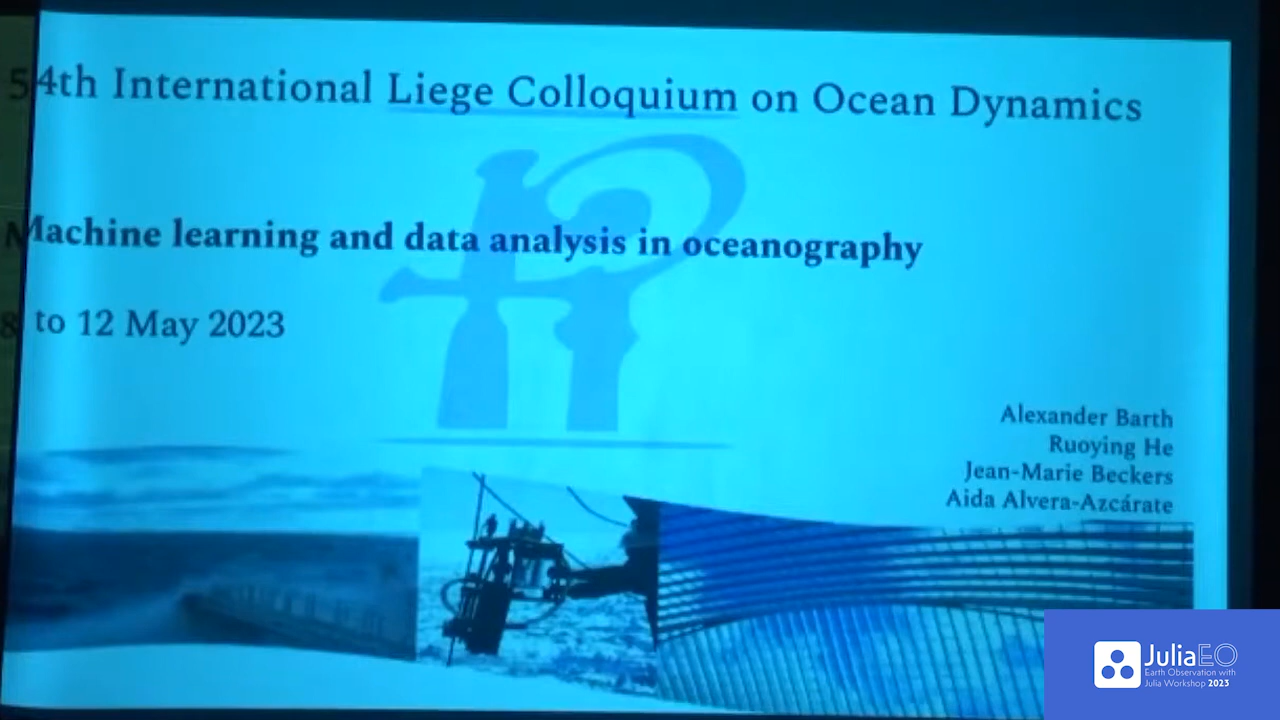 54th International Liege Colloquium on Ocean Dynamics
Machine learning and data analysis in oceanography
8 to 12 May 2023
Alexander Barth
Ruoying He
Jean-Marie Beckers
Aida Alvera-Azcárate
JuliaEO
Earth Observation with
Julia Workshop 2023